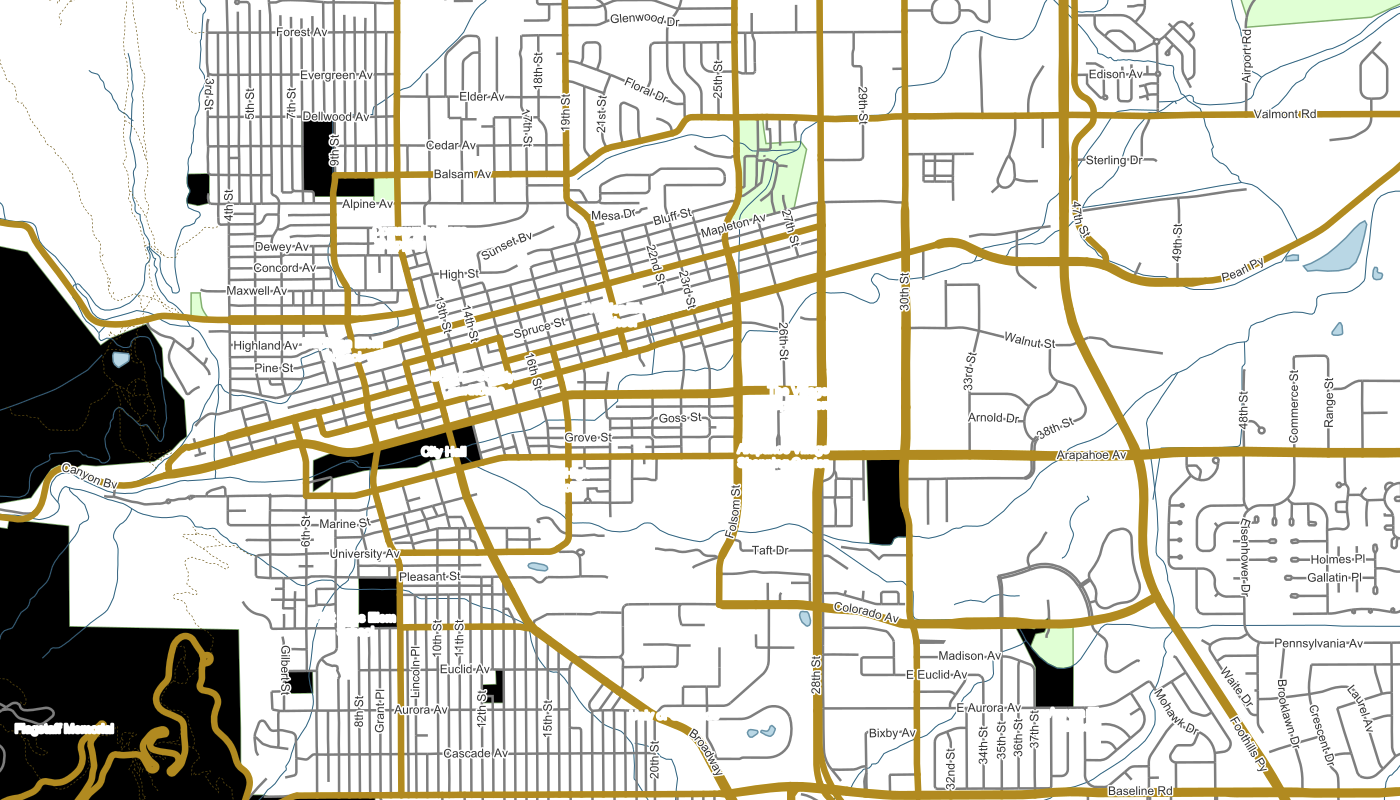 Glenwood Dr
Forest Av
Airport Rd
Evergreen Av
18th St
25th St
Edison Av
3rd St
5th St
7th St
Floral Dr
29th St
Elder Av
19th St
21st St
Dellwood Av
Valmont Rd
17th St
Cedar Av
9th St
Sterling Dr
Balsam Av
4th St
Alpine Av
Mesa Dr
Bluff St
Mapleton Av
27th St
47th St
Dewey Av
Sunset Bv
49th St
Concord Av
High St
22nd St
23rd St
Pearl Py
Maxwell Av
30th St
13th St
14th St
Spruce St
26th St
Walnut St
Highland Av
Pine St
16th St
33rd St
48th St
Commerce St
Range St
Goss St
Arnold Dr
38th St
Grove St
City Hall
Arapahoe Av
Canyon Bv
Folsom St
Marine St
6th St
Eisenhower Dr
University Av
Taft Dr
Holmes Pl
Pleasant St
Gallatin Pl
Colorado Av
10th St
11th St
Pennsylvania Av
Gilbert St
Lincoln Pl
Euclid Av
Madison Av
28th St
E Euclid Av
Waite Dr
8th St
Grant Pl
Aurora Av
12th St
15th St
E Aurora Av
Mohawk Dr
Brooklawn Dr
Crescent Dr
Laurel Av
Flagstaff Memorial
Bixby Av
34th St
35th St
36th St
37th St
Foothills Py
Cascade Av
20th St
Broadway
32nd St
Baseline Rd